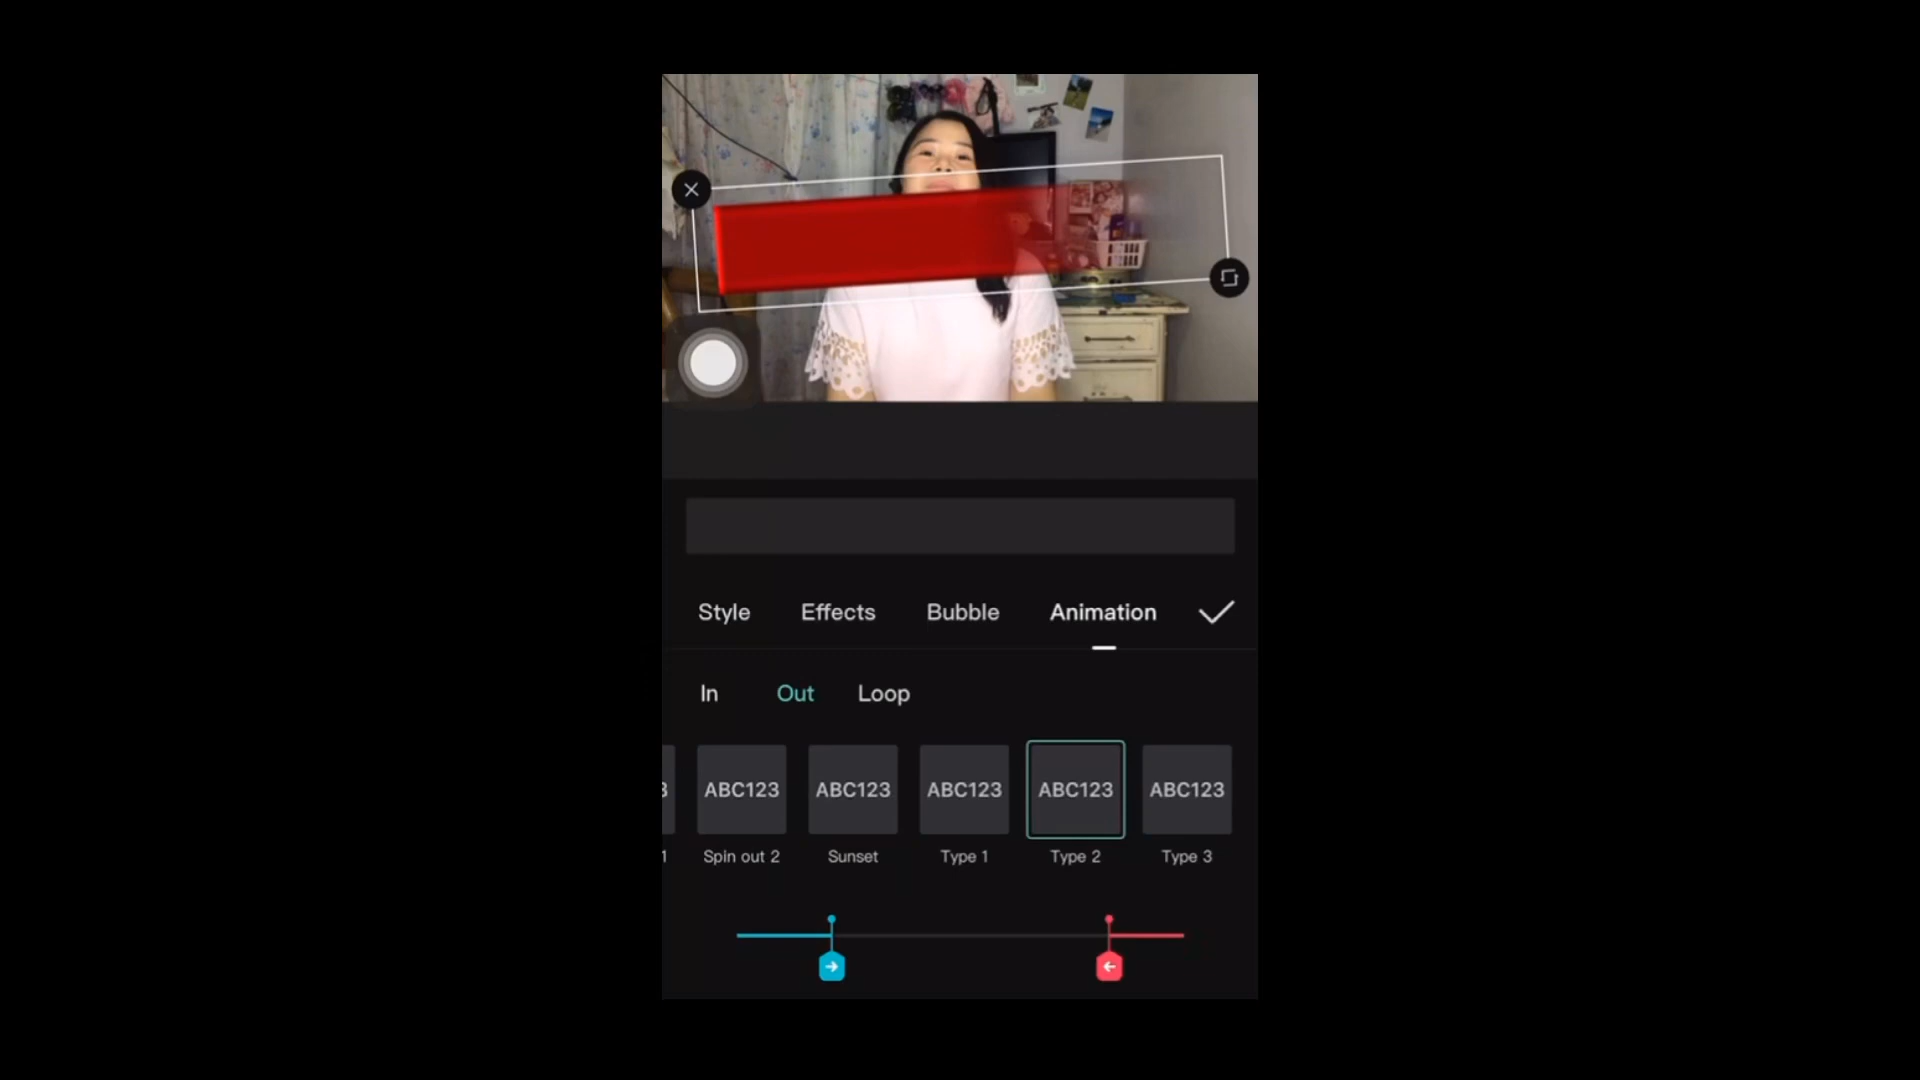 Style Effects Bubble Animation
In Out Loop
ABC123 ABC123 ABC123 ABC123 ABC123
1 Spin out 2 Sunset Type 1 Type 2 Type 3